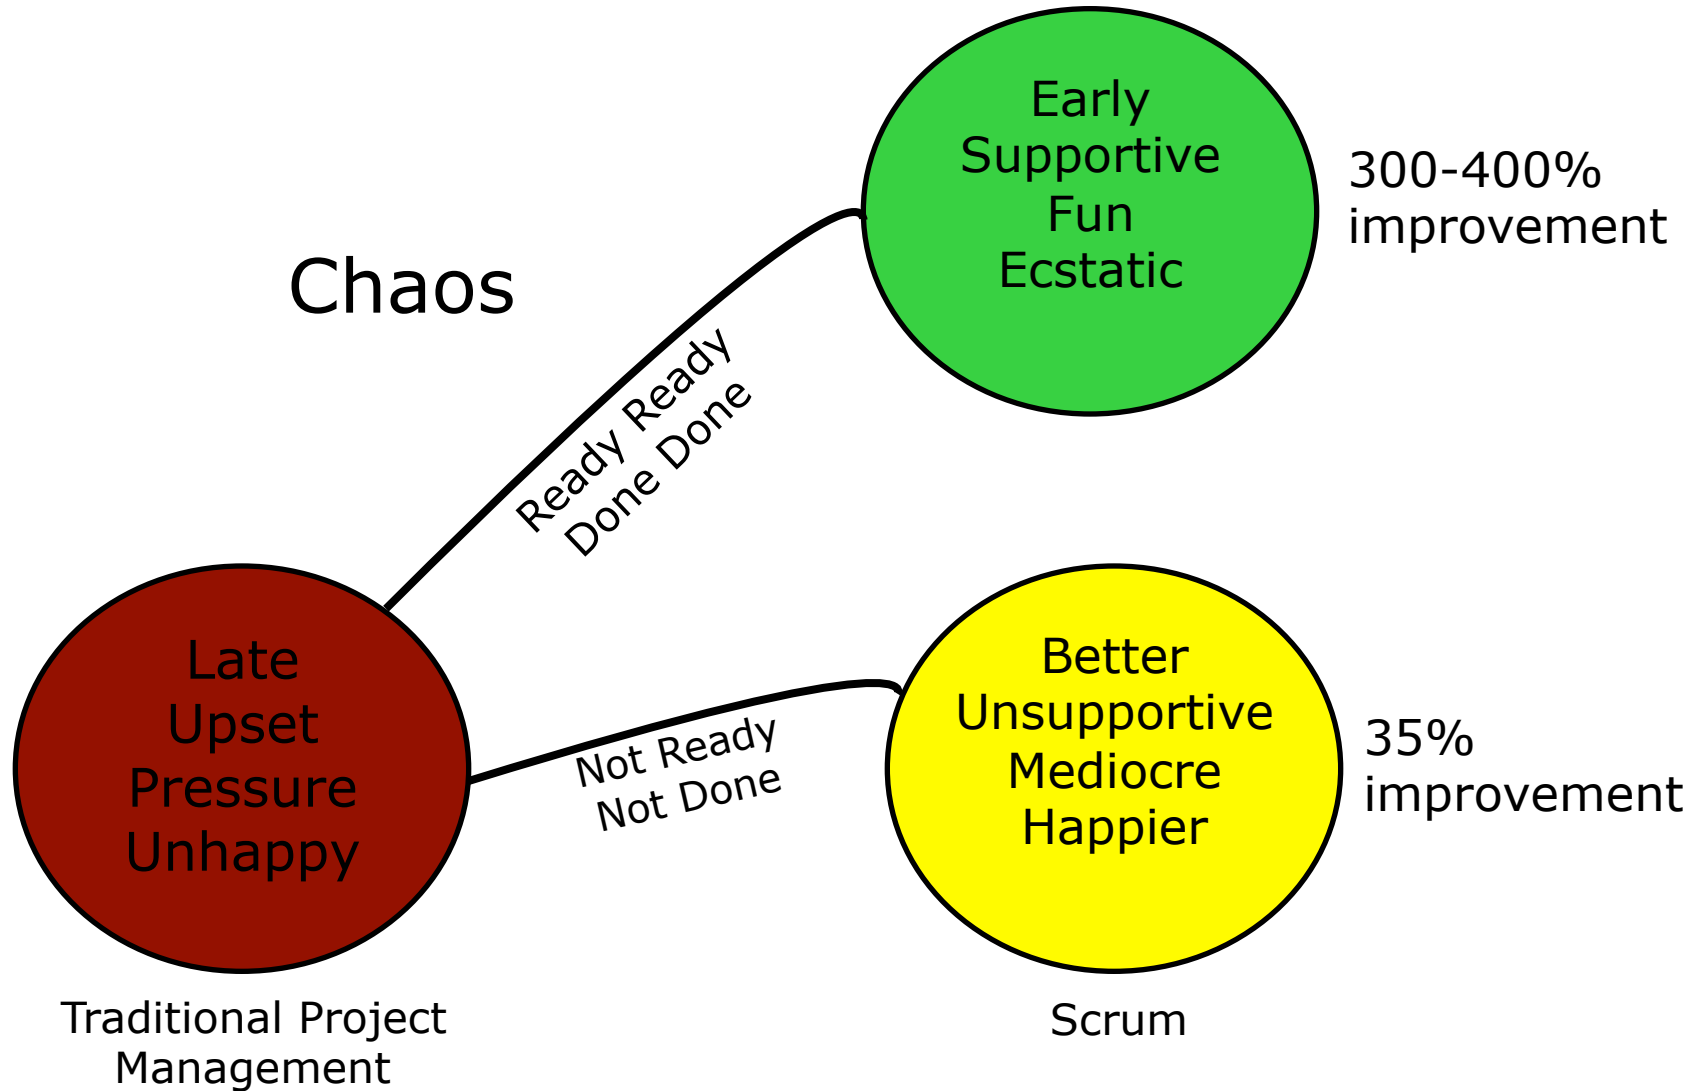 Early
Supportive
Fun
Ecstatic
300-400%
improvement
Chaos
Ready Ready
Done Done
Late
Upset
Pressure
Unhappy
Not Ready
Not Done
Better
Unsupportive
Mediocre
Happier
35%
improvement
Traditional Project
Management
Scrum